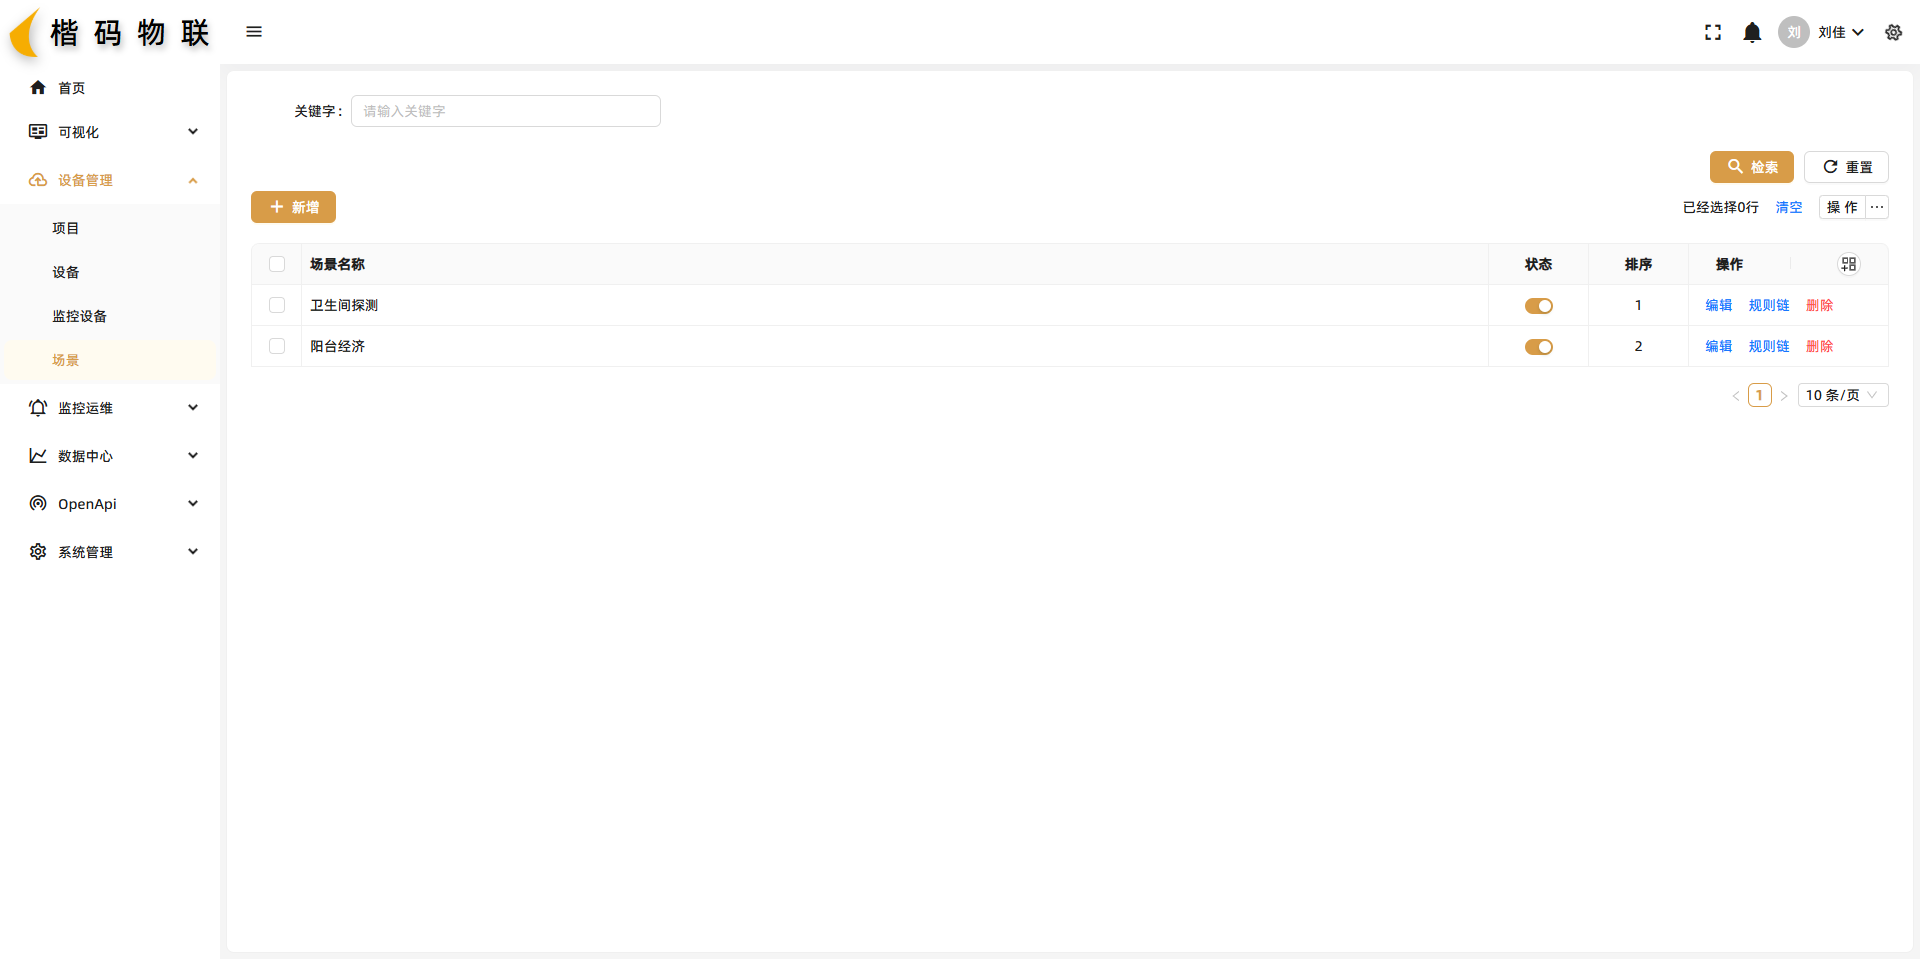 楷码物联
刘 刘佳
首页
可视化
设备管理
项目
设备
监控设备
场景
监控运维
数据中心
OpenApi
系统管理
关键字：
请输入关键字
检索 重置
新增
已经选择0行 清空 操 作 ···
场景名称 状态 排序 操作
卫生间探测 1 编辑 规则链 删除
阳台经济 2 编辑 规则链 删除
< 1 > 10 条/页